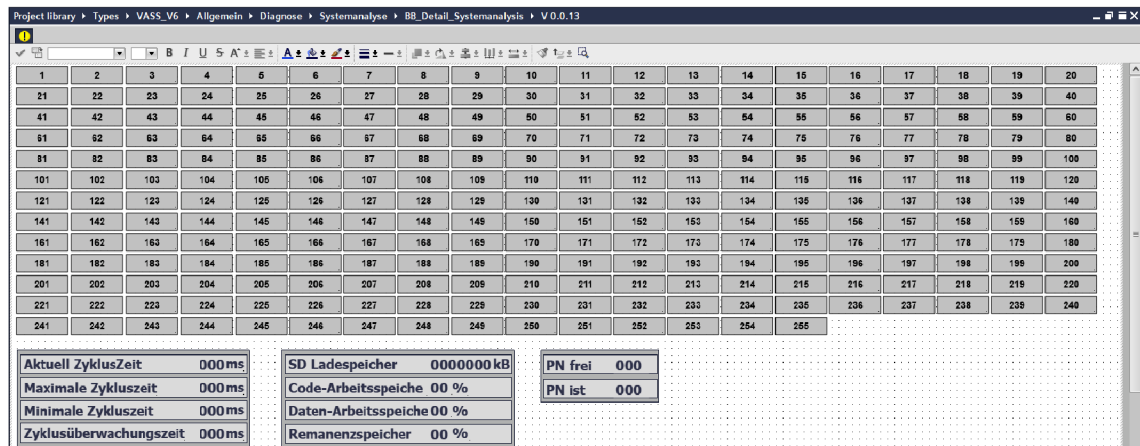 Project library ▸ Types ▸ VASS_V6 ▸ Allgemein ▸ Diagnose ▸ Systemanalyse ▸ BB_Detail_Systemanalysis ▸ V 0.0.13
B I U S A
1 2 3 4 5 6 7 8 9 10 11 12 13 14 15 16 17 18 19 20
21 22 23 24 25 26 27 28 29 30 31 32 33 34 35 36 37 38 39 40
41 42 43 44 45 46 47 48 49 50 51 52 53 54 55 56 57 58 59 60
61 62 63 64 65 66 67 68 69 70 71 72 73 74 75 76 77 78 79 80
81 82 83 84 85 86 87 88 89 90 91 92 93 94 95 96 97 98 99 100
101 102 103 104 105 106 107 108 109 110 111 112 113 114 115 116 117 118 119 120
121 122 123 124 125 126 127 128 129 130 131 132 133 134 135 136 137 138 139 140
141 142 143 144 145 146 147 148 149 150 151 152 153 154 155 156 157 158 159 160
161 162 163 164 165 166 167 168 169 170 171 172 173 174 175 176 177 178 179 180
181 182 183 184 185 186 187 188 189 190 191 192 193 194 195 196 197 198 199 200
201 202 203 204 205 206 207 208 209 210 211 212 213 214 215 216 217 218 219 220
221 222 223 224 225 226 227 228 229 230 231 232 233 234 235 236 237 238 239 240
241 242 243 244 245 246 247 248 249 250 251 252 253 254 255
Aktuell ZyklusZeit 000ms
Maximale Zykluszeit 000ms
Minimale Zykluszeit 000ms
Zyklusüberwachungszeit 000ms
SD Ladespeicher 0000000kB
Code-Arbeitsspeiche 00 %
Daten-Arbeitsspeiche 00 %
Remanenzspeicher 00 %
PN frei 000
PN ist 000